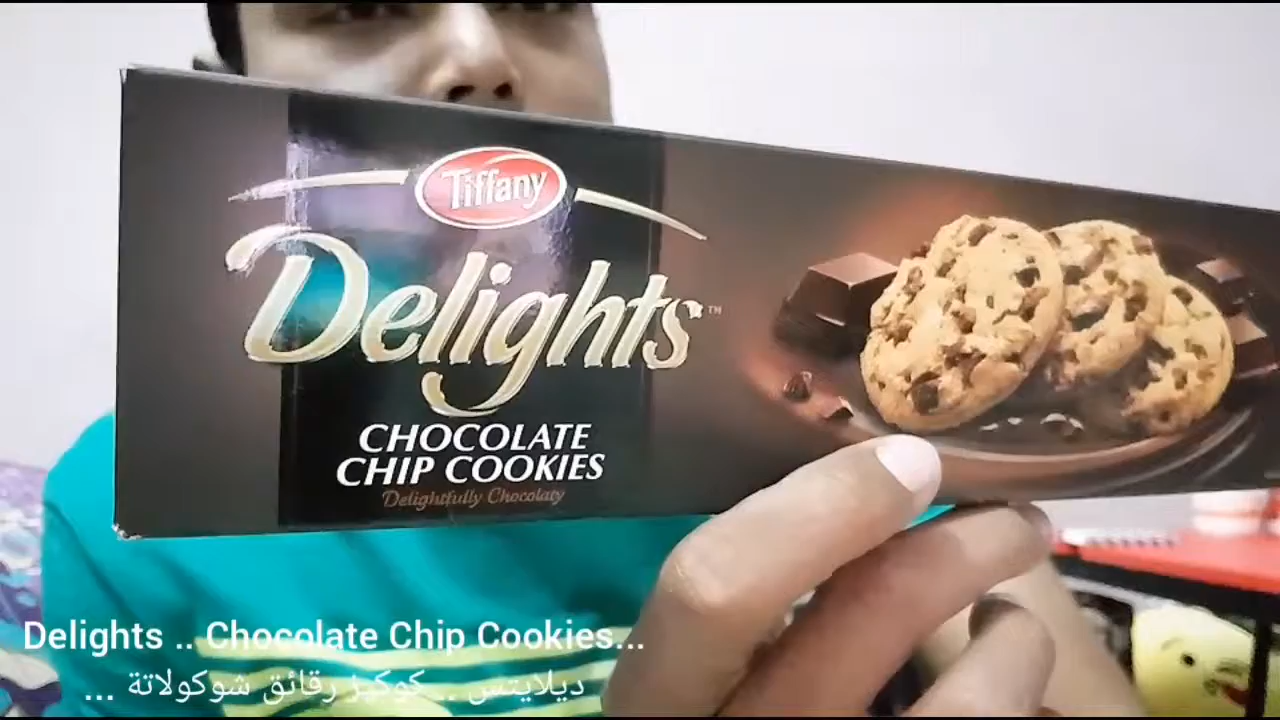 Tiffany
Delights™
CHOCOLATE
CHIP COOKIES
Delightfully Chocolaty
Delights .. Chocolate Chip Cookies...
ديلايتس .. كوكيز رقائق شوكولاتة ...